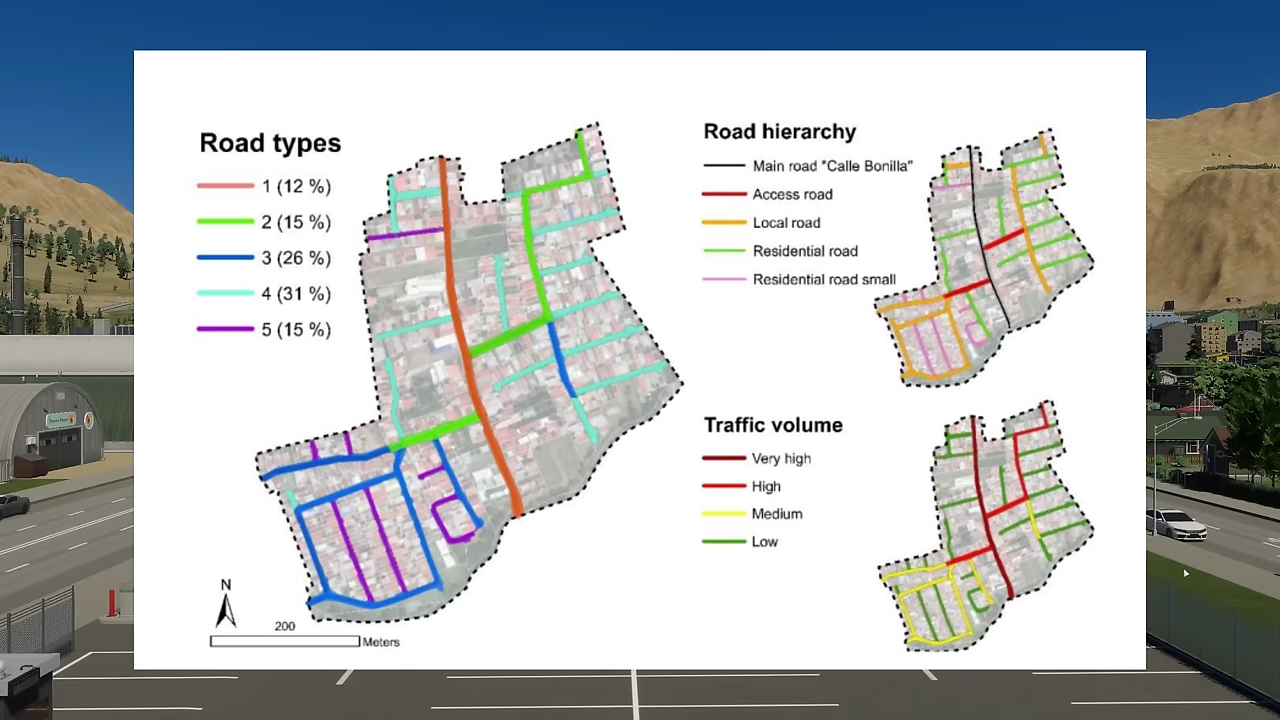 Road types
1 (12 %)
2 (15 %)
3 (26 %)
4 (31 %)
5 (15 %)
N
200
Meters
Road hierarchy
Main road "Calle Bonilla"
Access road
Local road
Residential road
Residential road small
Traffic volume
Very high
High
Medium
Low